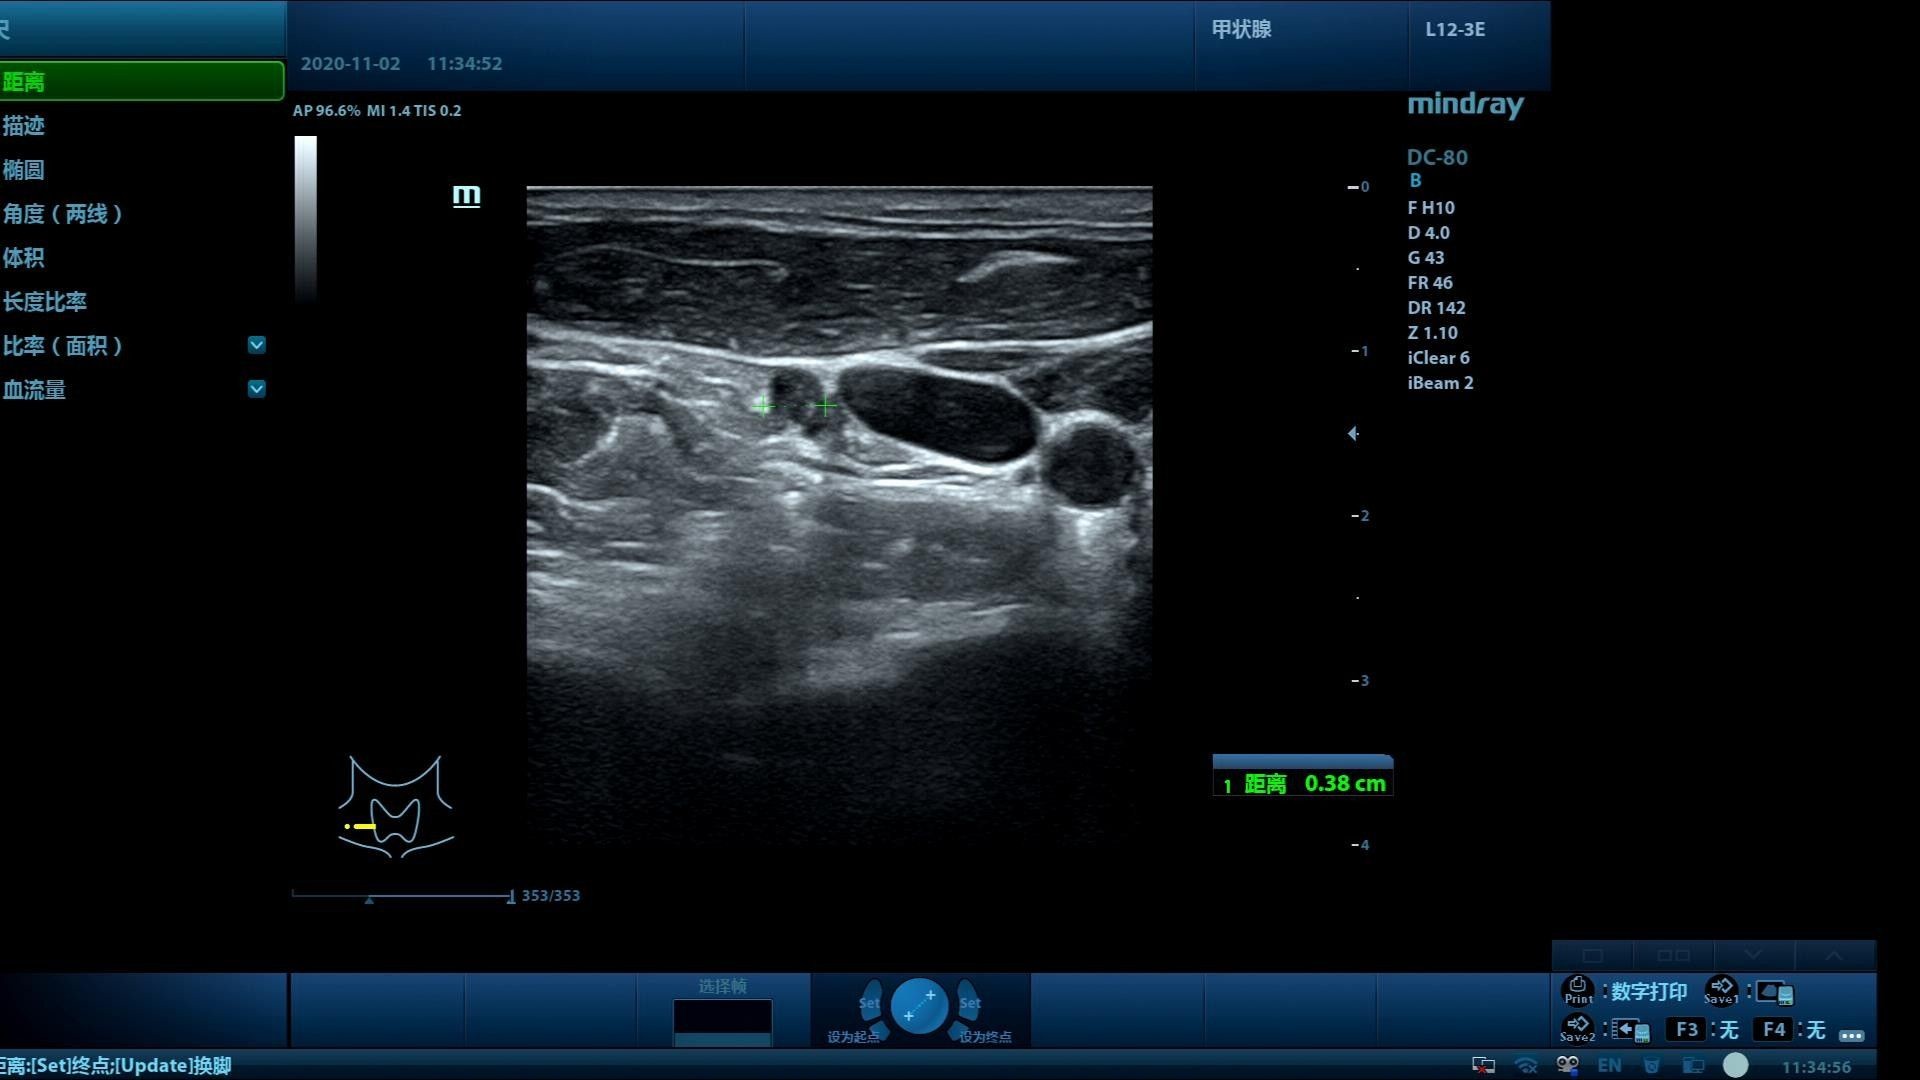 尺
2020-11-02 11:34:52
甲状腺
L12-3E
距离
描迹
椭圆
角度（两线）
体积
长度比率
比率（面积）
血流量
AP 96.6% MI 1.4 TIS 0.2
m
mindray
DC-80
B
F H10
D 4.0
G 43
FR 46
DR 142
Z 1.10
iClear 6
iBeam 2
0
1
2
3
4
1 距离 0.38 cm
353/353
选择帧
Set
Set
设为起点
设为终点
Print : 数字打印 Save1 :
Save2 : F3 : 无 F4 : 无
距离:[Set]终点;[Update]换脚
EN
11:34:56